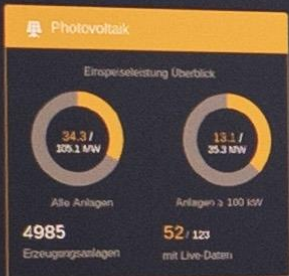 Photovoltaik
Einspeiseleistung Überblick
34.3 /
105.1 MW
13.1 /
35.3 MW
Alle Anlagen
Anlagen ≥ 100 kW
4985
52 / 123
Erzeugungsanlagen
mit Live-Daten